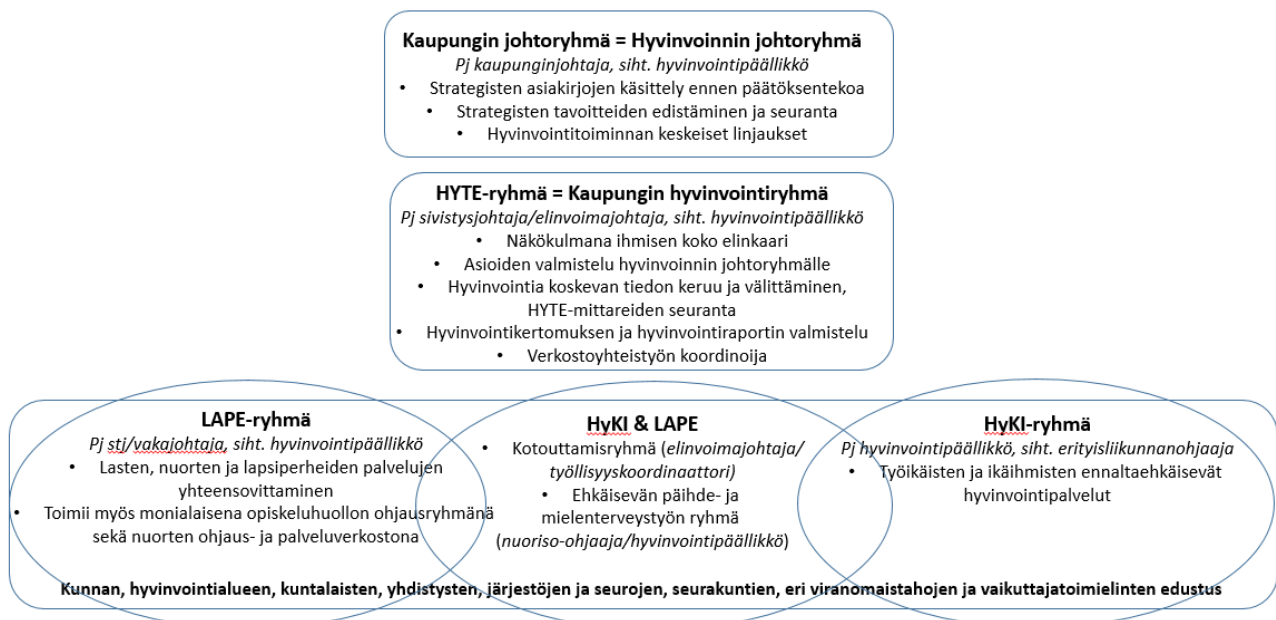 Kaupungin johtoryhmä = Hyvinvoinnin johtoryhmä
Pj kaupunginjohtaja, siht. hyvinvointipäällikkö
• Strategisten asiakirjojen käsittely ennen päätöksentekoa
• Strategisten tavoitteiden edistäminen ja seuranta
• Hyvinvointitoiminnan keskeiset linjaukset
HYTE-ryhmä = Kaupungin hyvinvointiryhmä
Pj sivistysjohtaja/elinvoimajohtaja, siht. hyvinvointipäällikkö
• Näkökulmana ihmisen koko elinkaari
• Asioiden valmistelu hyvinvoinnin johtoryhmälle
• Hyvinvointia koskevan tiedon keruu ja välittäminen,
HYTE-mittareiden seuranta
• Hyvinvointikertomuksen ja hyvinvointiraportin valmistelu
• Verkostoyhteistyön koordinoija
LAPE-ryhmä
Pj stj/vakajohtaja, siht. hyvinvointipäällikkö
• Lasten, nuorten ja lapsiperheiden palvelujen
yhteensovittaminen
• Toimii myös monialaisena opiskeluhuollon ohjausryhmänä
sekä nuorten ohjaus- ja palveluverkostona
HyKI & LAPE
• Kotouttamisryhmä (elinvoimajohtaja/
työllisyyskoordinaattori)
• Ehkäisevän päihde- ja
mielenterveystyön ryhmä
(nuoriso-ohjaaja/hyvinvointipäällikkö)
HyKI-ryhmä
Pj hyvinvointipäällikö, siht. erityisliikunnanohjaaja
• Työikäisten ja ikäihmisten ennaltaehkäisevät
hyvinvointipalvelut
Kunnan, hyvinvointialueen, kuntalaisten, yhdistysten, järjestöjen ja seurojen, seurakuntien, eri viranomaistahojen ja vaikuttajatoimielinten edustus